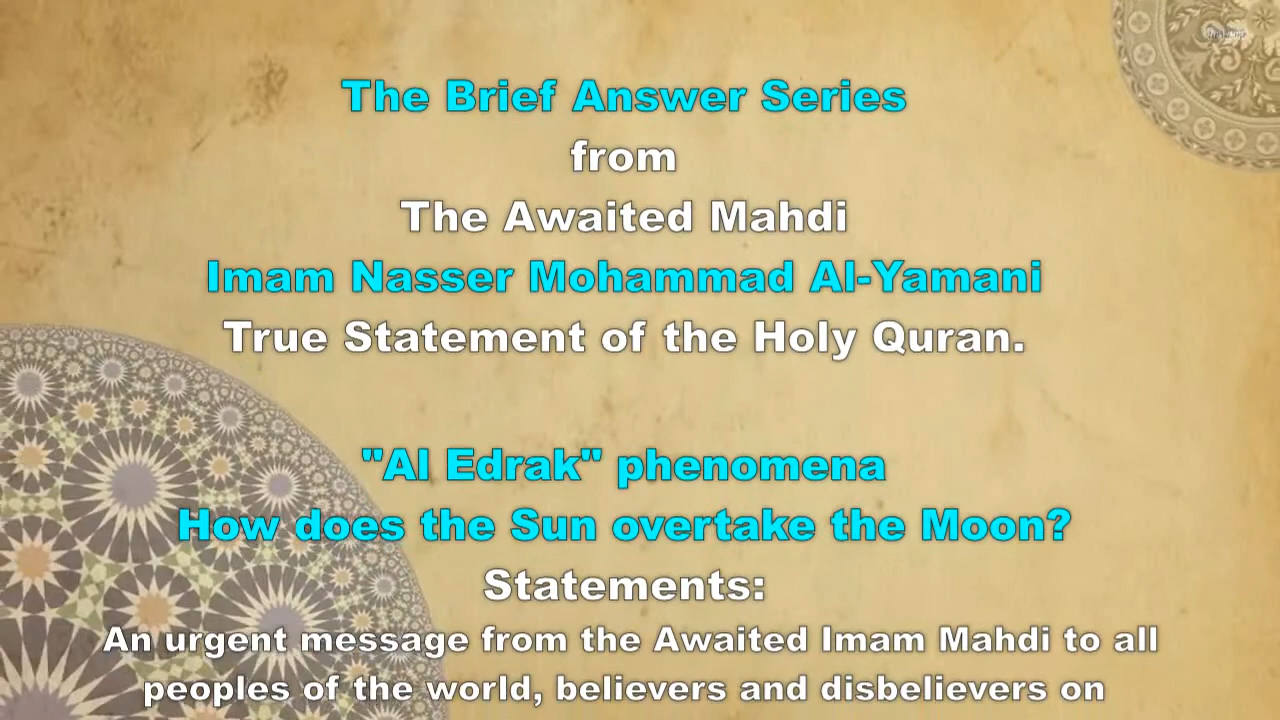 The Brief Answer Series
from
The Awaited Mahdi
Imam Nasser Mohammad Al-Yamani
True Statement of the Holy Quran.
"Al Edrak" phenomena
How does the Sun overtake the Moon?
Statements:
An urgent message from the Awaited Imam Mahdi to all
peoples of the world, believers and disbelievers on